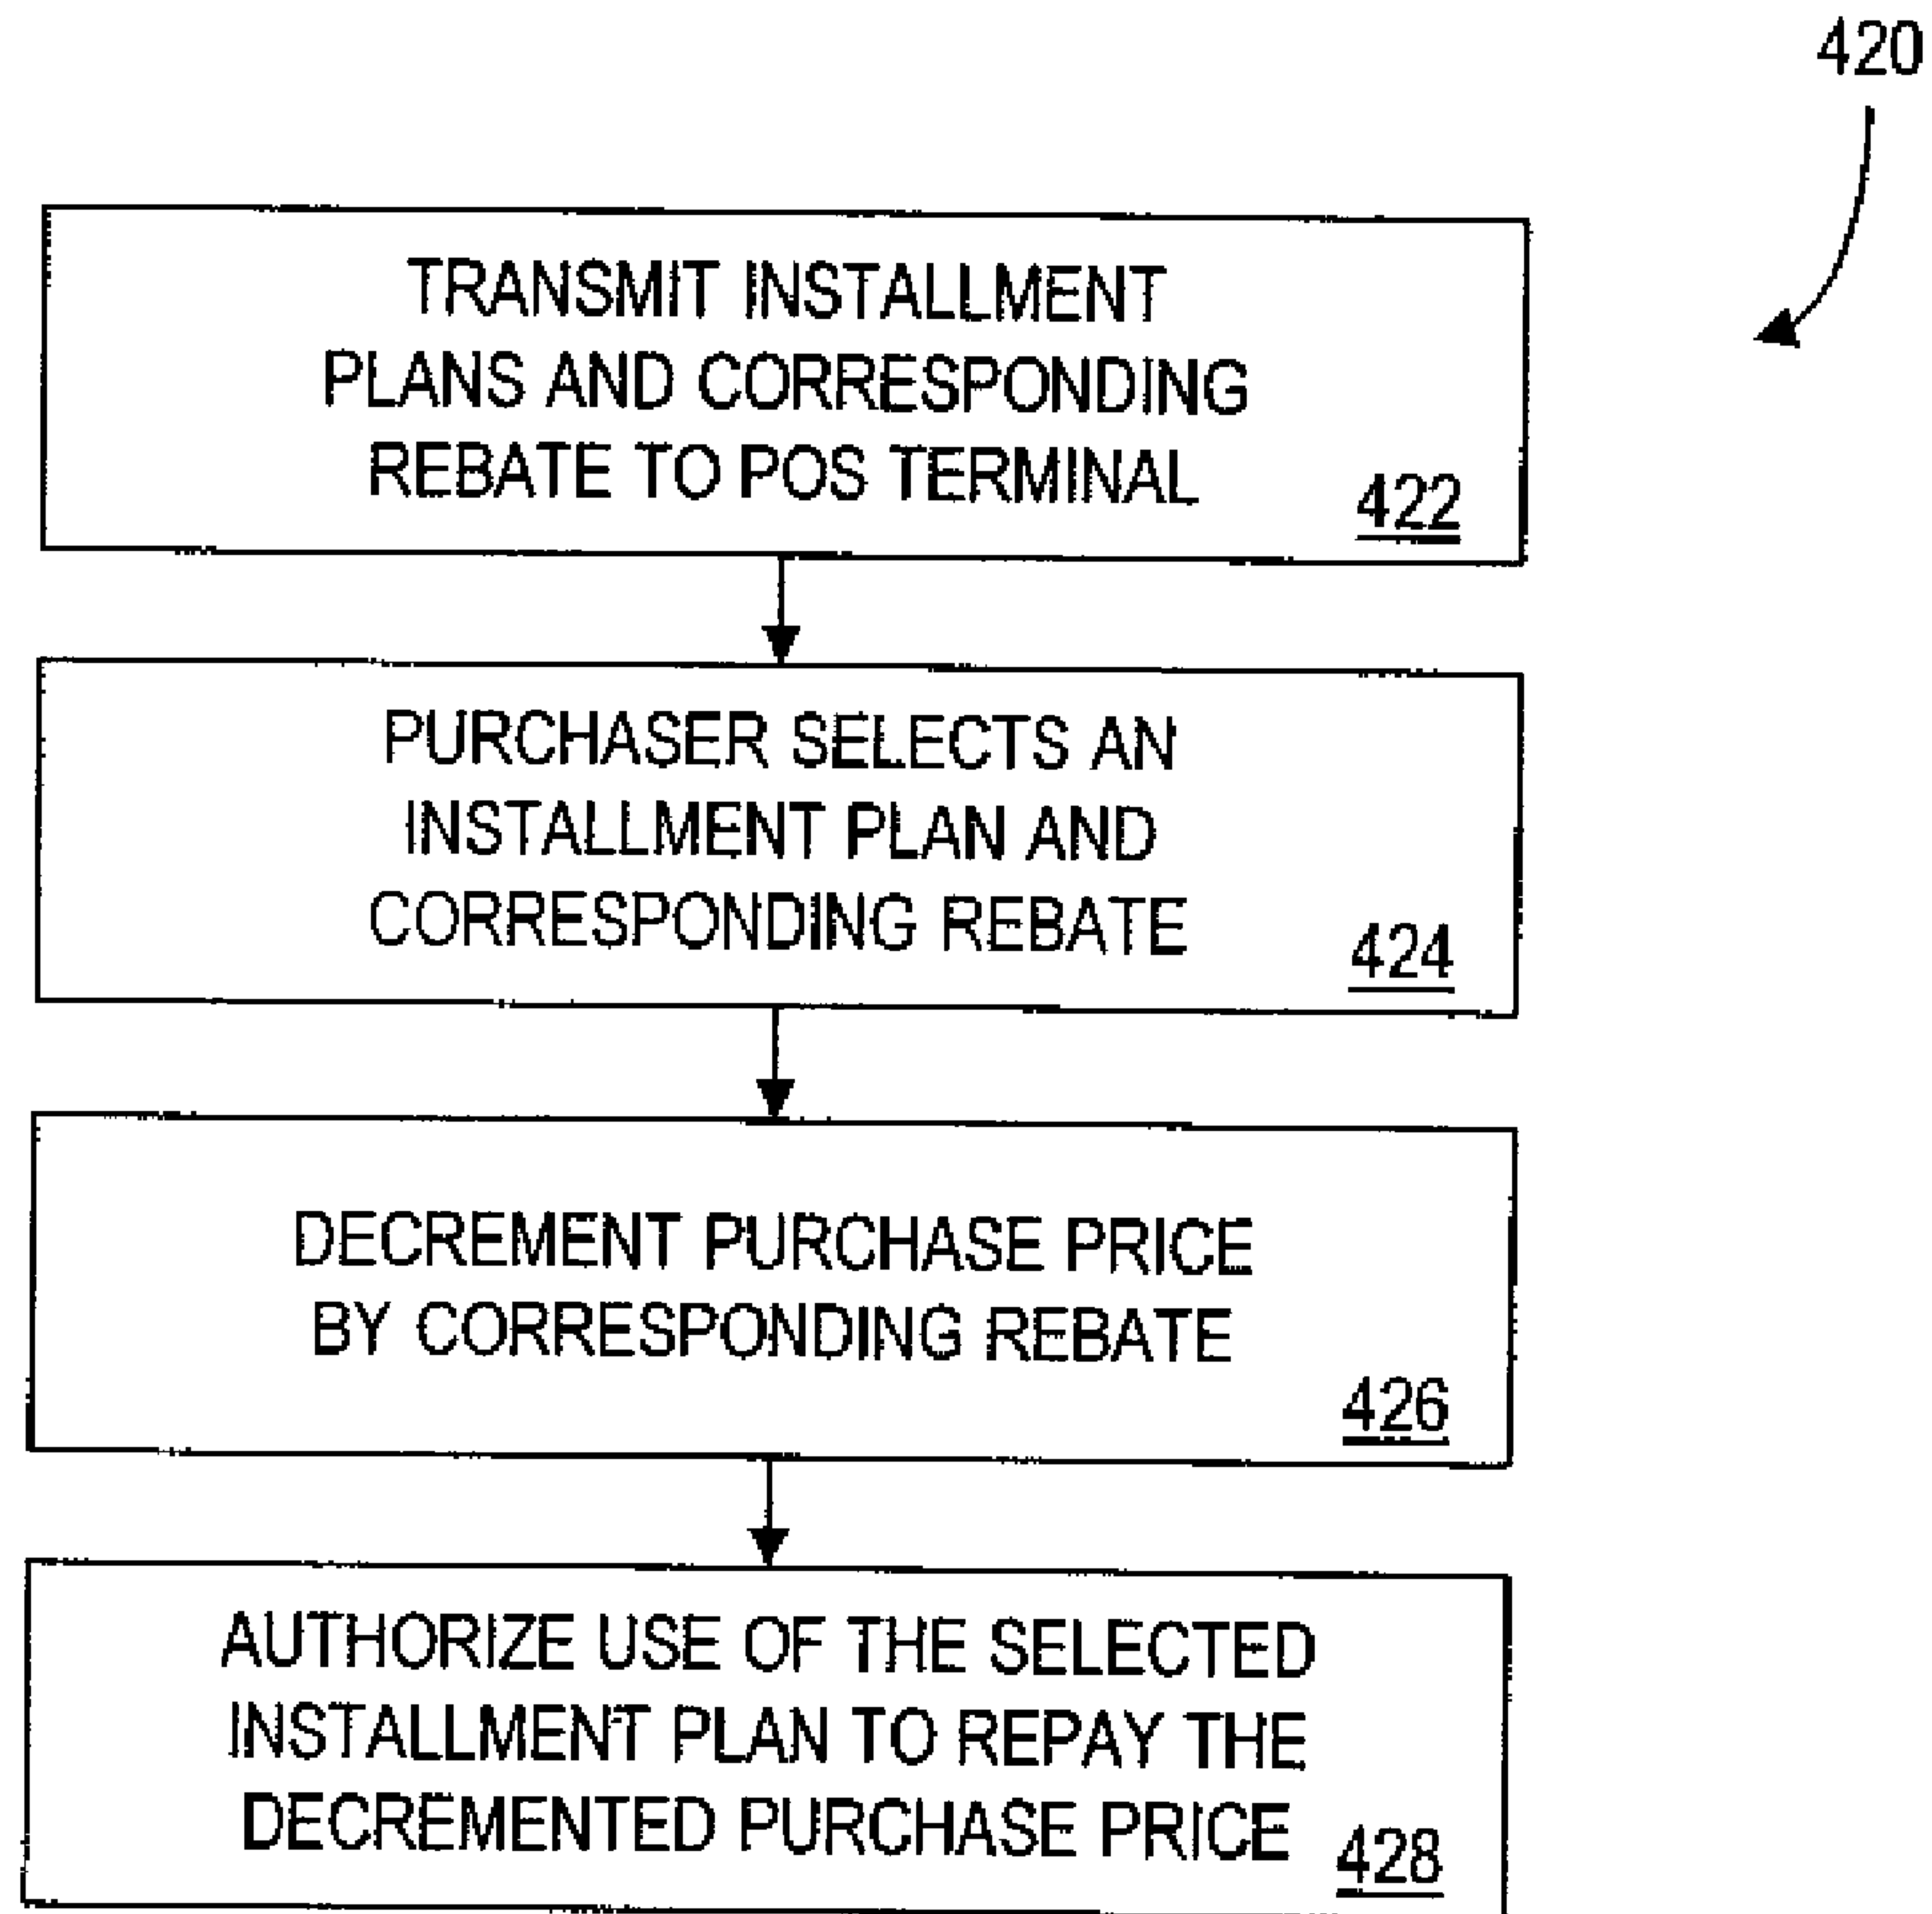 420
TRANSMIT INSTALLMENT
PLANS AND CORRESPONDING
REBATE TO POS TERMINAL
422
PURCHASER SELECTS AN
INSTALLMENT PLAN AND
CORRESPONDING REBATE
424
DECREMENT PURCHASE PRICE
BY CORRESPONDING REBATE
426
AUTHORIZE USE OF THE SELECTED
INSTALLMENT PLAN TO REPAY THE
DECREMENTED PURCHASE PRICE
428